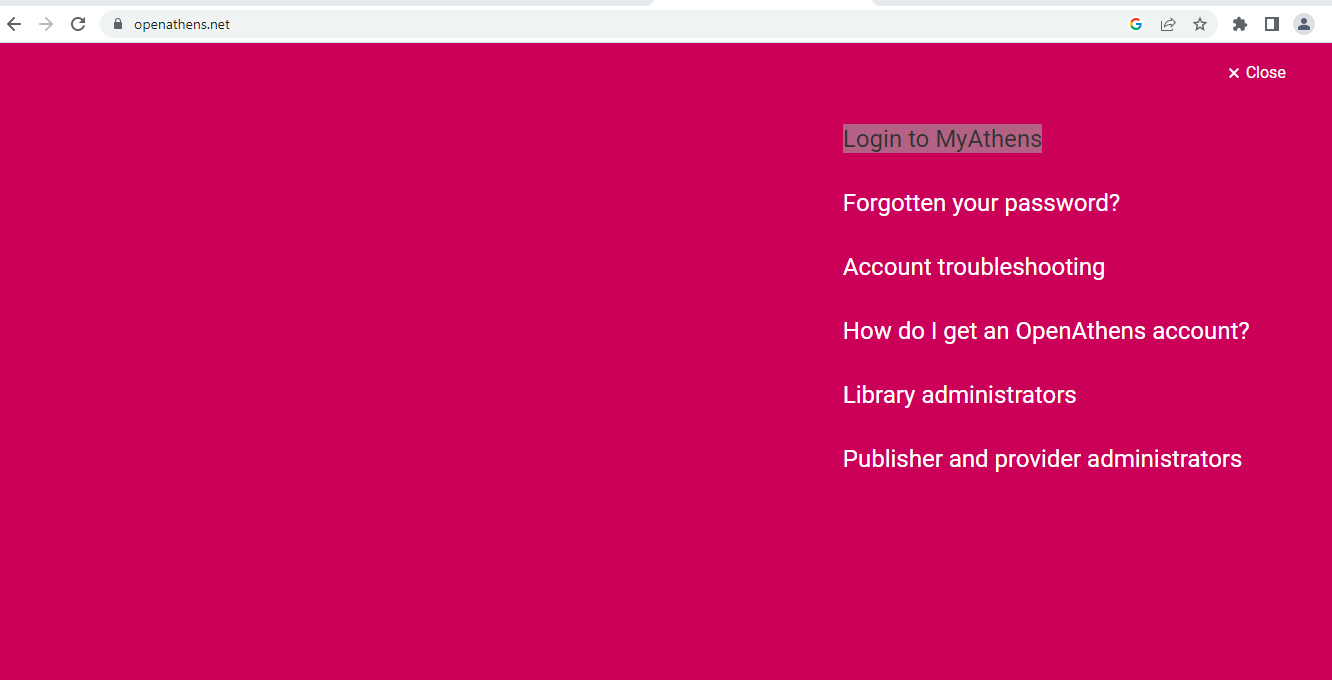 openathens.net
Close
Login to MyAthens
Forgotten your password?
Account troubleshooting
How do I get an OpenAthens account?
Library administrators
Publisher and provider administrators